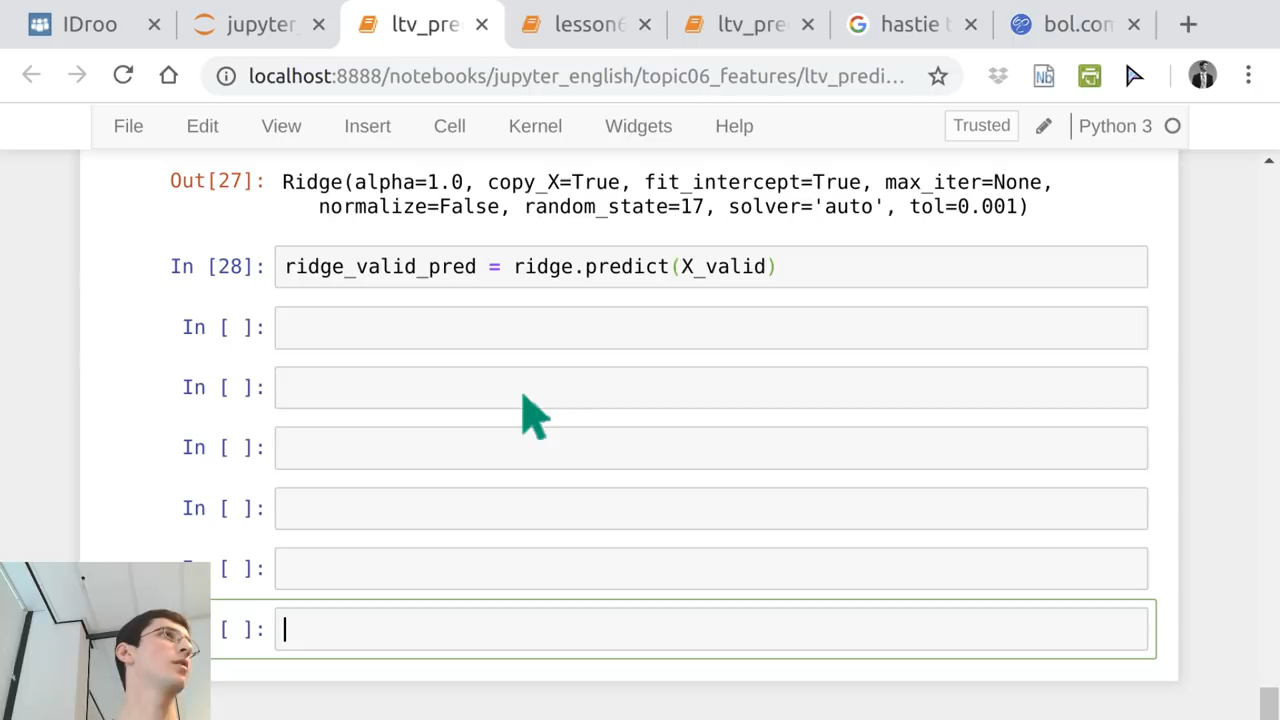 IDroo
jupyter_
ltv_pre
lesson6
ltv_pre
hastie t
bol.com
localhost:8888/notebooks/jupyter_english/topic06_features/ltv_predi...
Nb
File Edit View Insert Cell Kernel Widgets Help
Trusted
Python 3
Out[27]: Ridge(alpha=1.0, copy_X=True, fit_intercept=True, max_iter=None,
normalize=False, random_state=17, solver='auto', tol=0.001)
In [28]: ridge_valid_pred = ridge.predict(X_valid)
In [ ]:
In [ ]:
In [ ]:
In [ ]:
[ ]:
[ ]: